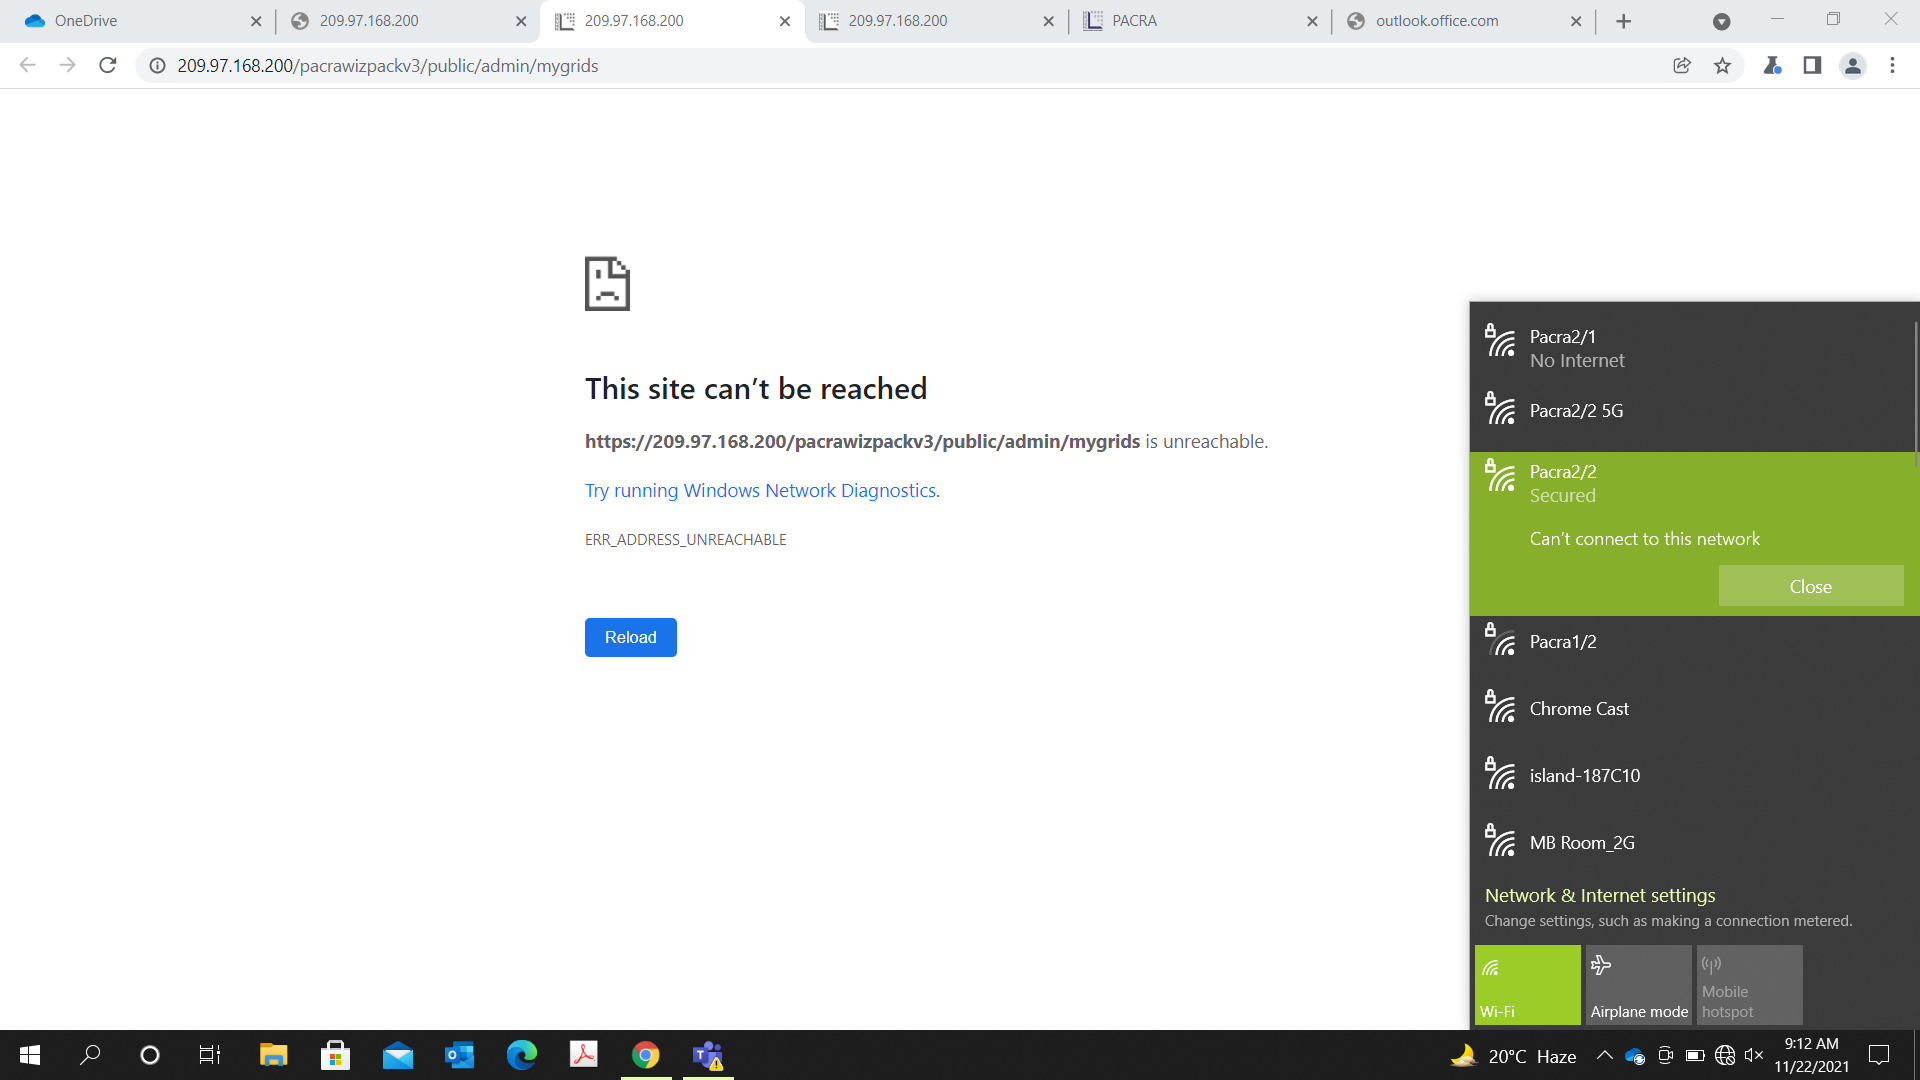 OneDrive
209.97.168.200
209.97.168.200
209.97.168.200
PACRA
outlook.office.com
209.97.168.200/pacrawizpackv3/public/admin/mygrids
This site can’t be reached
https://209.97.168.200/pacrawizpackv3/public/admin/mygrids is unreachable.
Try running Windows Network Diagnostics.
ERR_ADDRESS_UNREACHABLE
Reload
Pacra2/1
No Internet
Pacra2/2 5G
Pacra2/2
Secured
Can’t connect to this network
Close
Pacra1/2
Chrome Cast
island-187C10
MB Room_2G
Network & Internet settings
Change settings, such as making a connection metered.
Wi-Fi
Airplane mode
Mobile
hotspot
20°C Haze
9:12 AM
11/22/2021